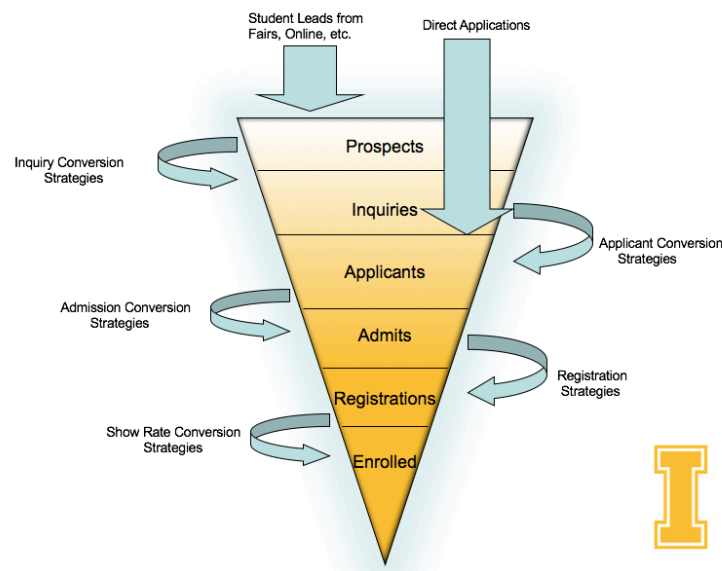 Student Leads from
Fairs, Online, etc.
Direct Applications
Prospects
Inquiry Conversion
Strategies
Inquiries
Applicant Conversion
Strategies
Applicants
Admission Conversion
Strategies
Admits
Registration
Strategies
Registrations
Show Rate Conversion
Strategies
Enrolled
I